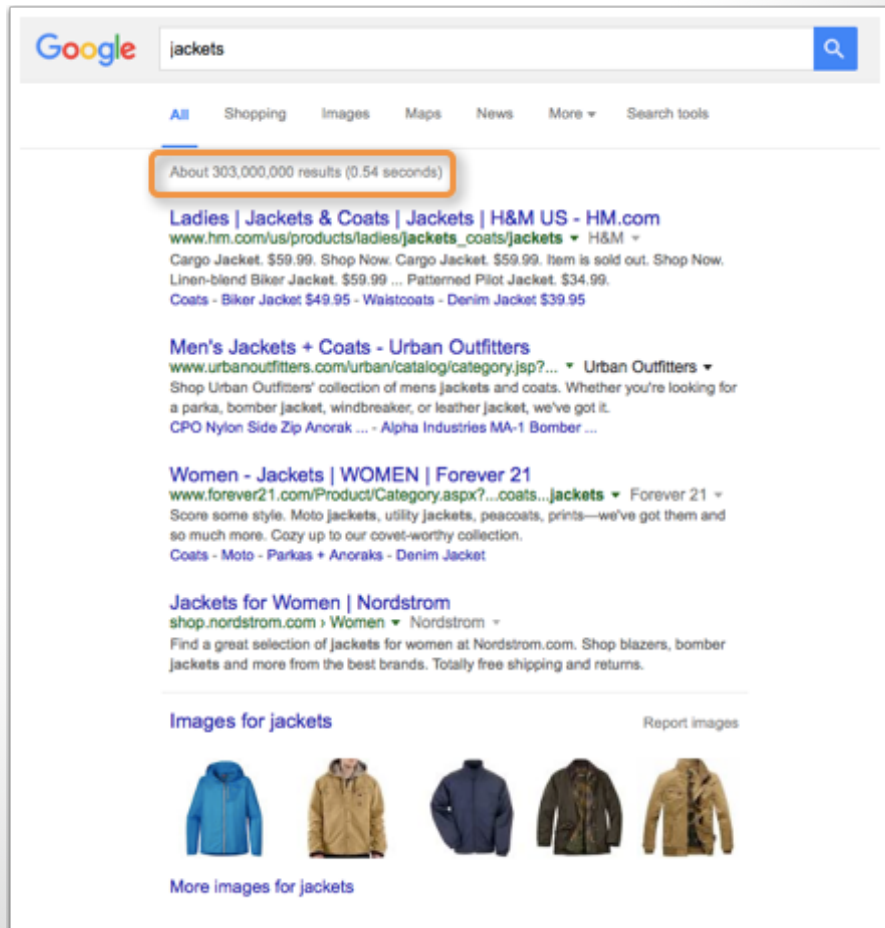 Google
jackets
All Shopping Images Maps News More Search tools
About 303,000,000 results (0.54 seconds)
Ladies | Jackets & Coats | Jackets | H&M US - HM.com
www.hm.com/us/products/ladies/jackets_coats/jackets H&M
Cargo Jacket. $59.99. Shop Now. Cargo Jacket. $59.99. Item is sold out. Shop Now.
Linen-blend Biker Jacket. $59.99 ... Patterned Pilot Jacket. $34.99.
Coats - Biker Jacket $49.95 - Waistcoats - Denim Jacket $39.95
Men's Jackets + Coats - Urban Outfitters
www.urbanoutfitters.com/urban/catalog/category.jsp?... Urban Outfitters
Shop Urban Outfitters' collection of mens jackets and coats. Whether you're looking for
a parka, bomber jacket, windbreaker, or leather jacket, we've got it.
CPO Nylon Side Zip Anorak ... - Alpha Industries MA-1 Bomber ...
Women - Jackets | WOMEN | Forever 21
www.forever21.com/Product/Category.aspx?...coats...jackets Forever 21
Score some style. Moto jackets, utility jackets, peacoats, prints—we've got them and
so much more. Cozy up to our covet-worthy collection.
Coats - Moto - Parkas + Anoraks - Denim Jacket
Jackets for Women | Nordstrom
shop.nordstrom.com › Women Nordstrom
Find a great selection of jackets for women at Nordstrom.com. Shop blazers, bomber
jackets and more from the best brands. Totally free shipping and returns.
Images for jackets Report images
More images for jackets